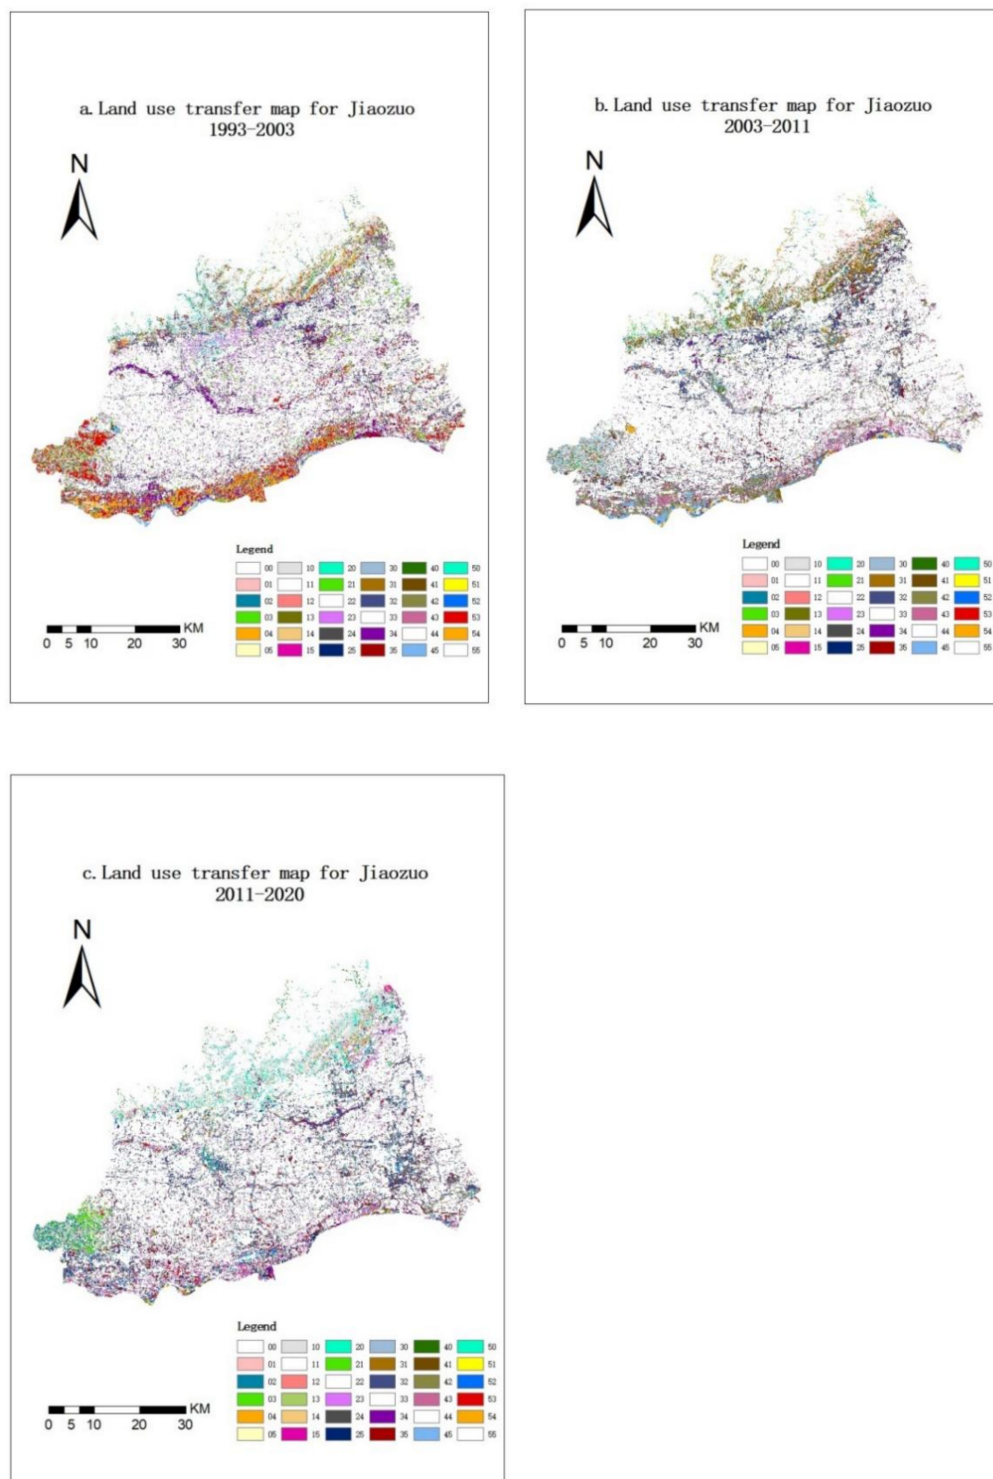 a. Land use transfer map for Jiaozuo
1993-2003
N
Legend
00 10 20 30 40 50
01 11 21 31 41 51
02 12 22 32 42 52
03 13 23 33 43 53
04 14 24 34 44 54
05 15 25 35 45 55
KM
0 5 10 20 30
b. Land use transfer map for Jiaozuo
2003-2011
N
Legend
00 10 20 30 40 50
01 11 21 31 41 51
02 12 22 32 42 52
03 13 23 33 43 53
04 14 24 34 44 54
05 15 25 35 45 55
KM
0 5 10 20 30
c. Land use transfer map for Jiaozuo
2011-2020
N
Legend
00 10 20 30 40 50
01 11 21 31 41 51
02 12 22 32 42 52
03 13 23 33 43 53
04 14 24 34 44 54
05 15 25 35 45 55
KM
0 5 10 20 30